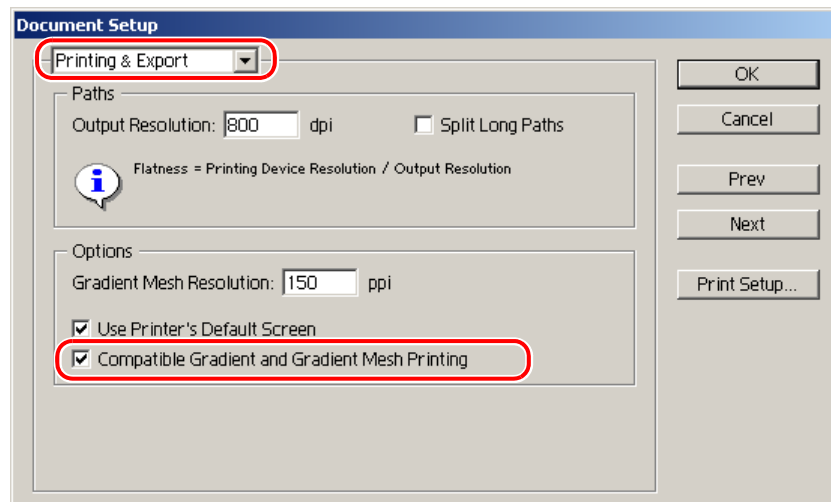 Document Setup
Printing & Export
OK
Paths
Output Resolution: 800 dpi Split Long Paths
Cancel
Flatness = Printing Device Resolution / Output Resolution
Prev
Next
Options
Gradient Mesh Resolution: 150 ppi
Print Setup...
Use Printer's Default Screen
Compatible Gradient and Gradient Mesh Printing